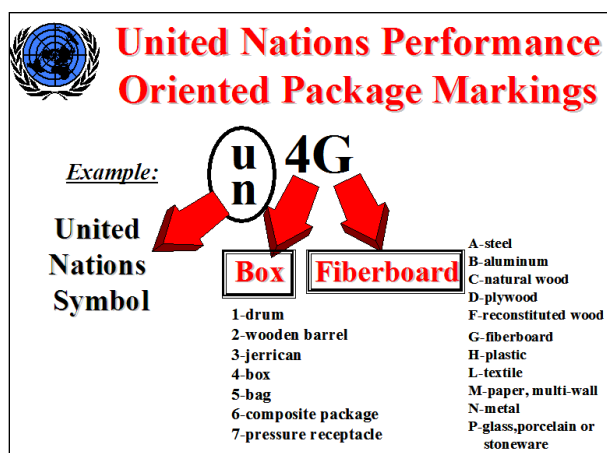 United Nations Performance
Oriented Package Markings
Example:
u
n
4G
United
Nations
Symbol
Box
Fiberboard
1-drum
2-wooden barrel
3-jerrican
4-box
5-bag
6-composite package
7-pressure receptacle
A-steel
B-aluminum
C-natural wood
D-plywood
F-reconstituted wood
G-fiberboard
H-plastic
L-textile
M-paper, multi-wall
N-metal
P-glass,porcelain or
stoneware